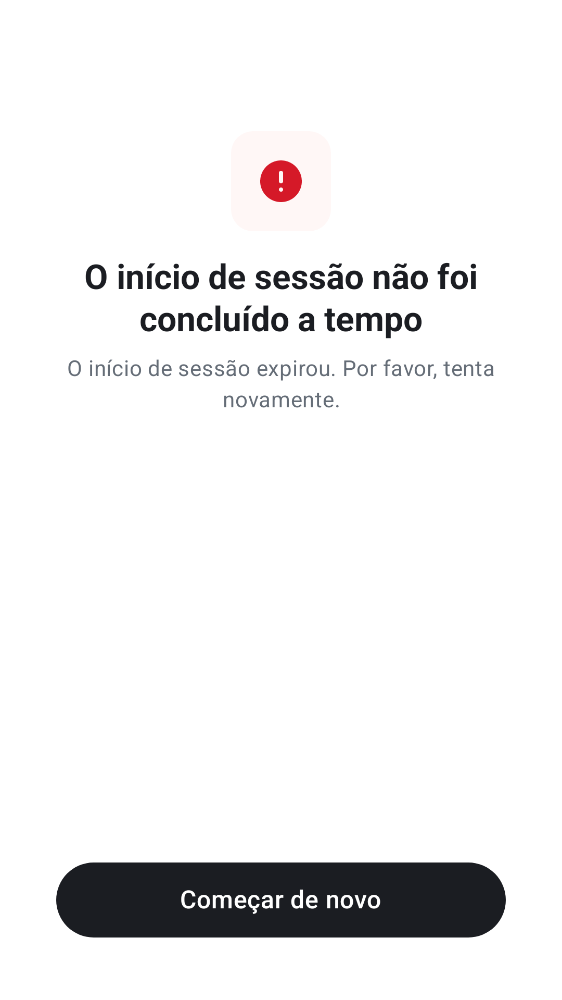 O início de sessão não foi
concluído a tempo
O início de sessão expirou. Por favor, tenta
novamente.
Começar de novo